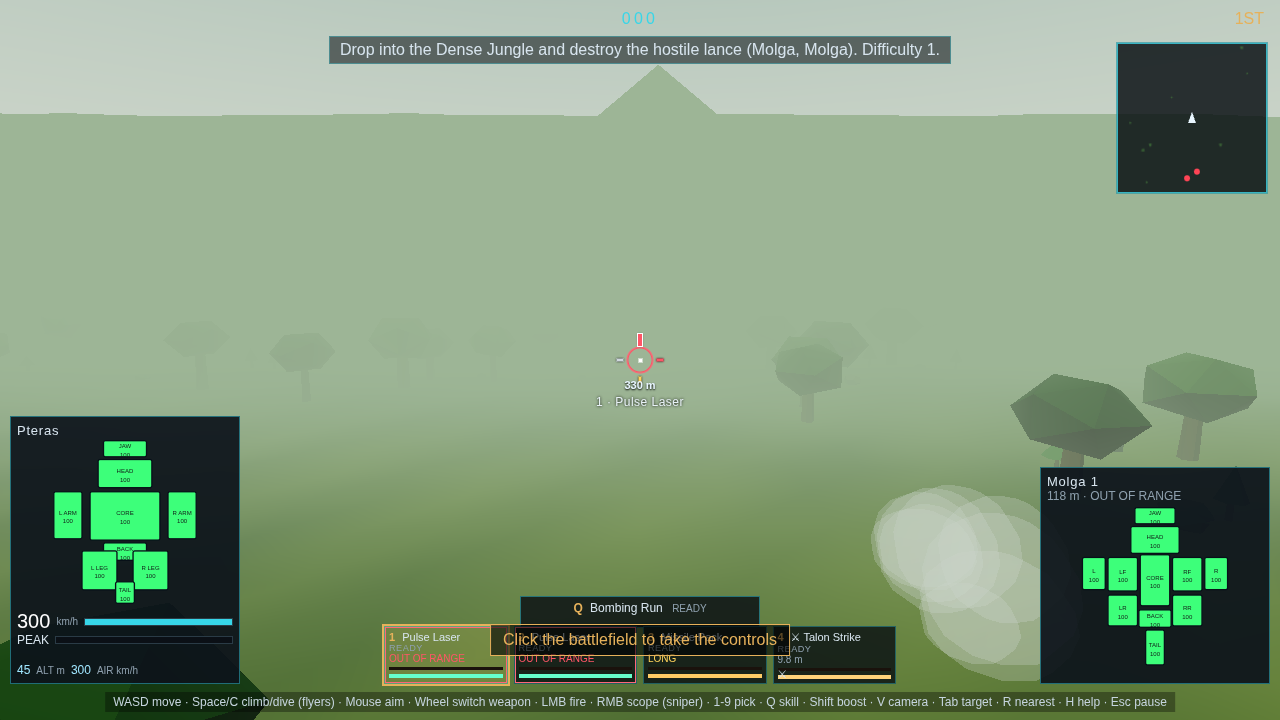 000
1ST
Drop into the Dense Jungle and destroy the hostile lance (Molga, Molga). Difficulty 1.
330 m
1 · Pulse Laser
Pteras
JAW
100
HEAD
100
L ARM
100
CORE
100
R ARM
100
BACK
100
L LEG
100
R LEG
100
TAIL
100
300 km/h
PEAK
45 ALT m 300 AIR km/h
Molga 1
118 m · OUT OF RANGE
JAW
100
HEAD
100
L
100
LF
100
CORE
100
RF
100
R
100
LR
100
BACK
100
RR
100
TAIL
100
Q Bombing Run READY
Click the battlefield to take the controls
1 Pulse Laser
READY
OUT OF RANGE
READY
OUT OF RANGE
READY
LONG
4 ⚔ Talon Strike
READY
9.8 m
⚔
WASD move · Space/C climb/dive (flyers) · Mouse aim · Wheel switch weapon · LMB fire · RMB scope (sniper) · 1-9 pick · Q skill · Shift boost · V camera · Tab target · R nearest · H help · Esc pause